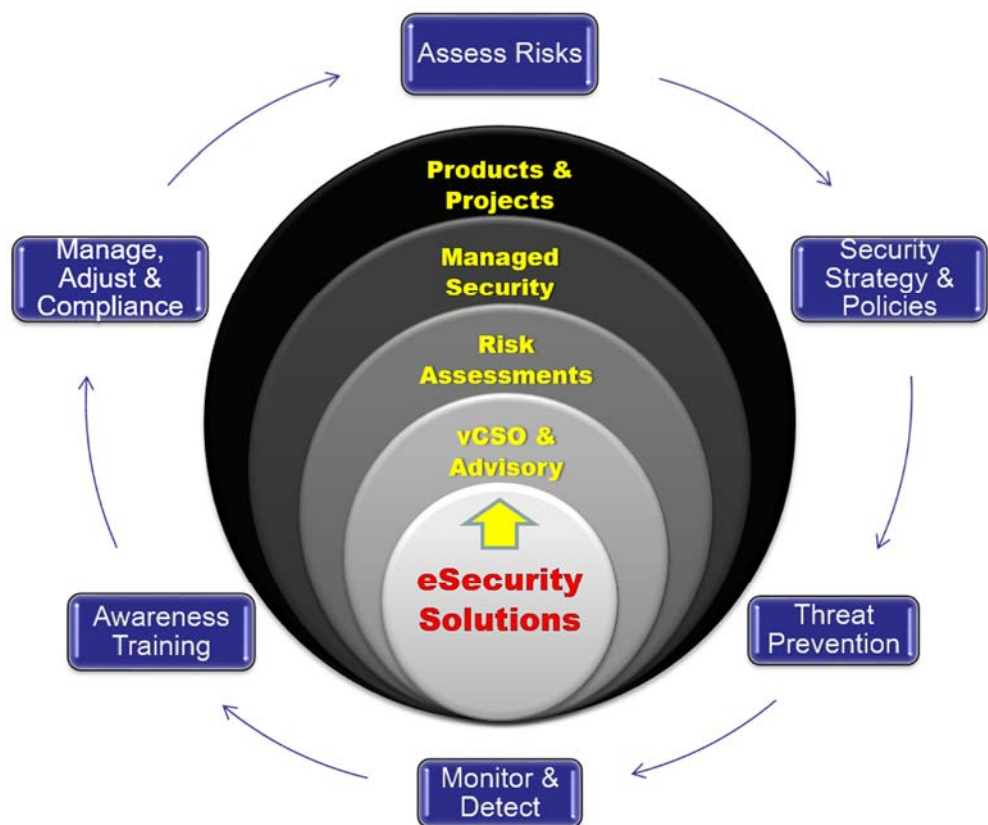 Assess Risks
Products &
Projects
Manage,
Adjust &
Compliance
Managed
Security
Security
Strategy &
Policies
Risk
Assessments
vCSO &
Advisory
eSecurity
Solutions
Awareness
Training
Threat
Prevention
Monitor &
Detect